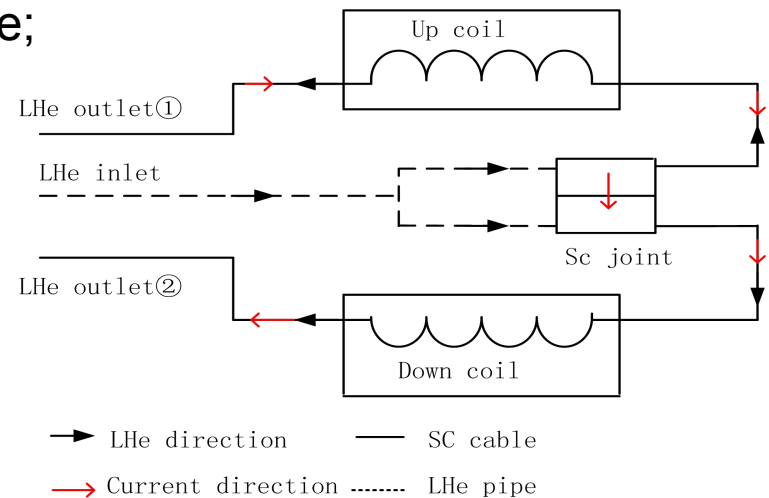 e;
Up coil
LHe outlet①
LHe inlet
Sc joint
LHe outlet②
Down coil
LHe direction
SC cable
Current direction
LHe pipe